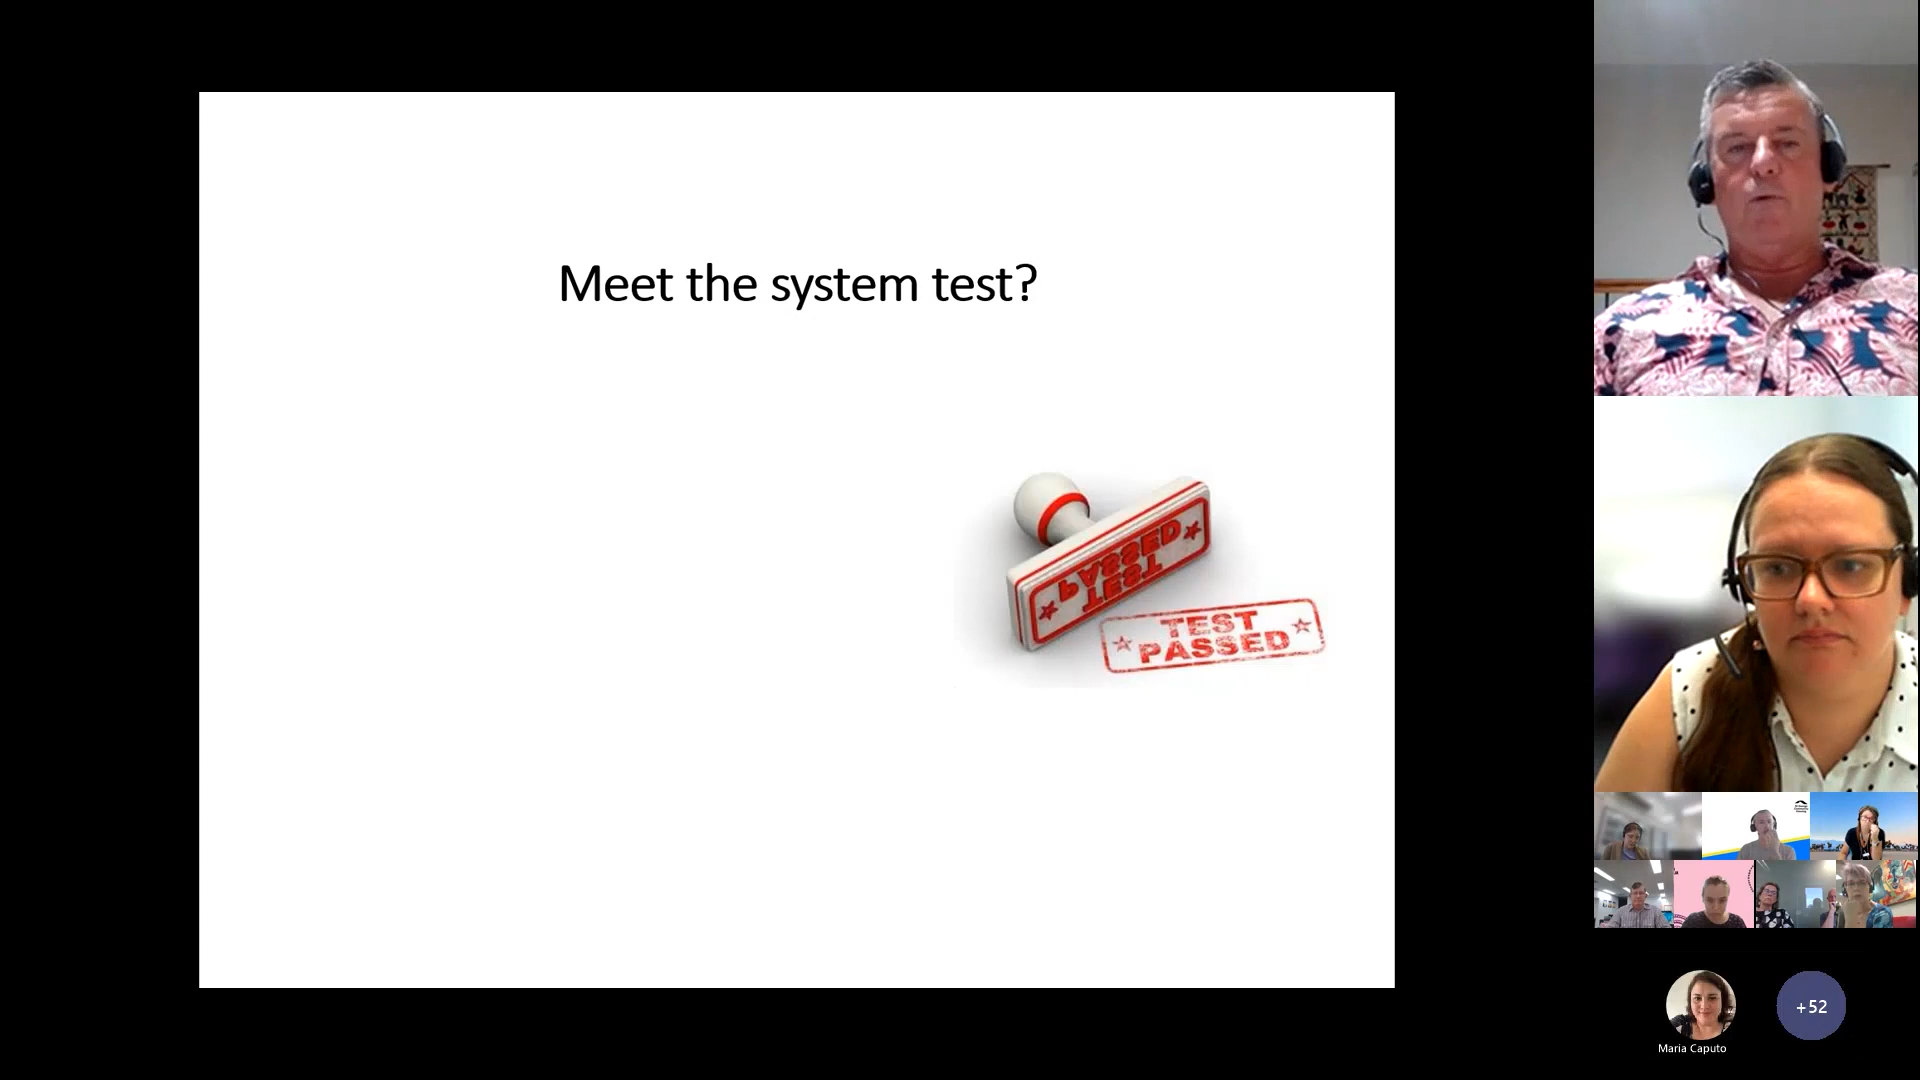 Meet the system test?
PASSED
TEST
TEST
PASSED
Maria Caputo
+52